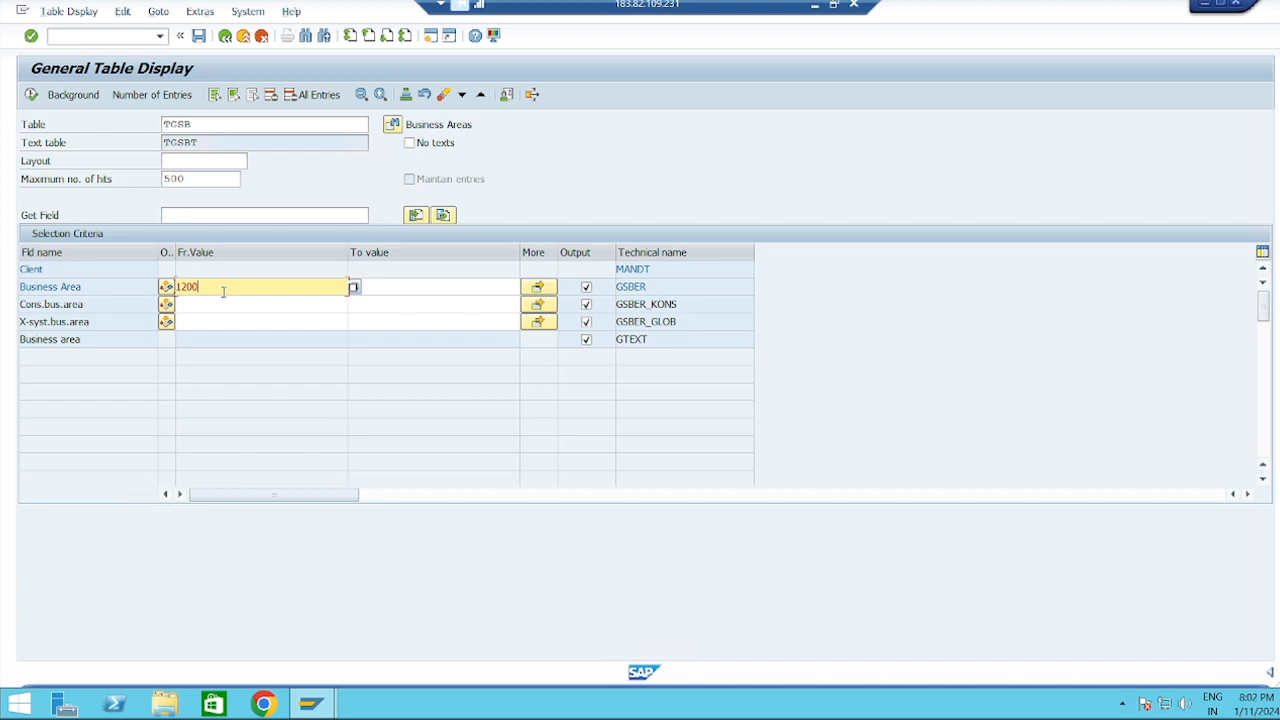 183.82.109.231
Table Display Edit Goto Extras System Help
General Table Display
Background Number of Entries All Entries
Table TGSB Business Areas
Text table TGSBT No texts
Layout
Maximum no. of hits 500 Maintain entries
Get Field
Selection Criteria
Fld name O.. Fr.Value To value More Output Technical name
Client MANDT
Business Area 1200 GSBER
Cons.bus.area GSBER_KONS
X-syst.bus.area GSBER_GLOB
Business area GTEXT
SAP
ENG 8:02 PM
IN 1/11/2024